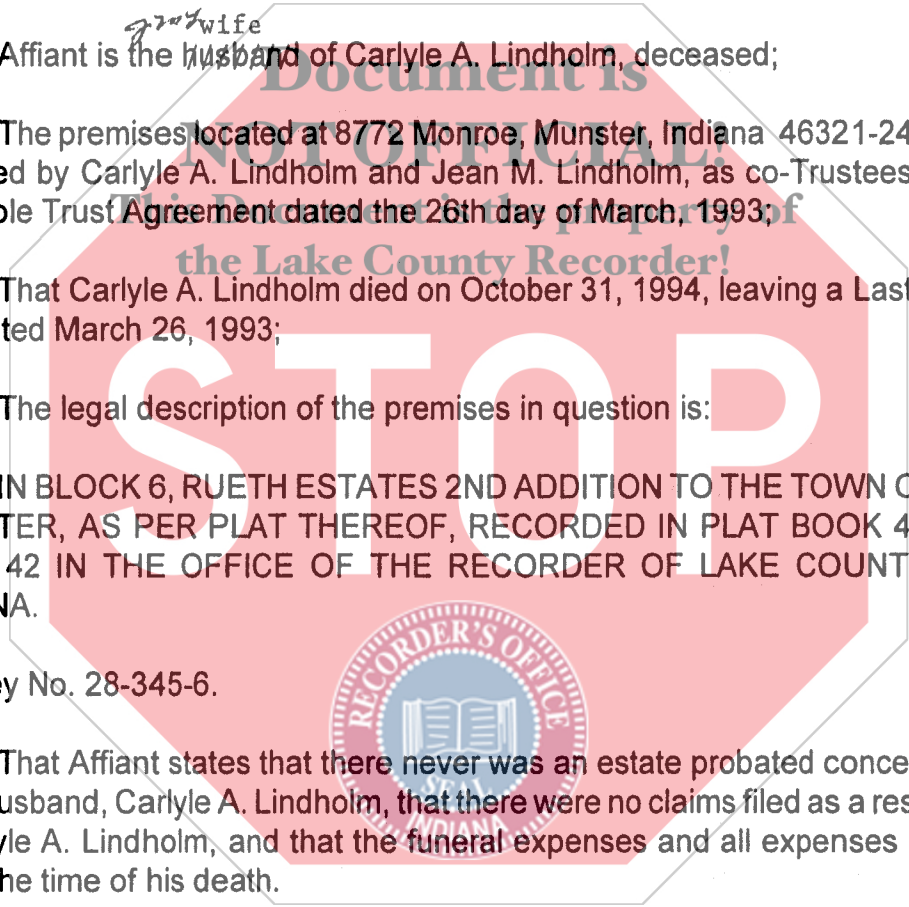 wife
Affiant is the husband of Carlyle A. Lindholm, deceased;
The premises located at 8772 Monroe, Munster, Indiana 46321-24
ed by Carlyle A. Lindholm and Jean M. Lindholm, as co-Trustees
ole Trust Agreement dated the 26th day of March, 1993;
That Carlyle A. Lindholm died on October 31, 1994, leaving a Last
ted March 26, 1993;
The legal description of the premises in question is:
IN BLOCK 6, RUETH ESTATES 2ND ADDITION TO THE TOWN O
TER, AS PER PLAT THEREOF, RECORDED IN PLAT BOOK 4
42 IN THE OFFICE OF THE RECORDER OF LAKE COUNT
NA.
y No. 28-345-6.
That Affiant states that there never was an estate probated conce
usband, Carlyle A. Lindholm, that there were no claims filed as a res
yle A. Lindholm, and that the funeral expenses and all expenses
he time of his death.
Document is
NOT OFFICIAL!
This Document is the property of
the Lake County Recorder!
STOP
RECORDER'S OFFICE
SEAL
INDIANA